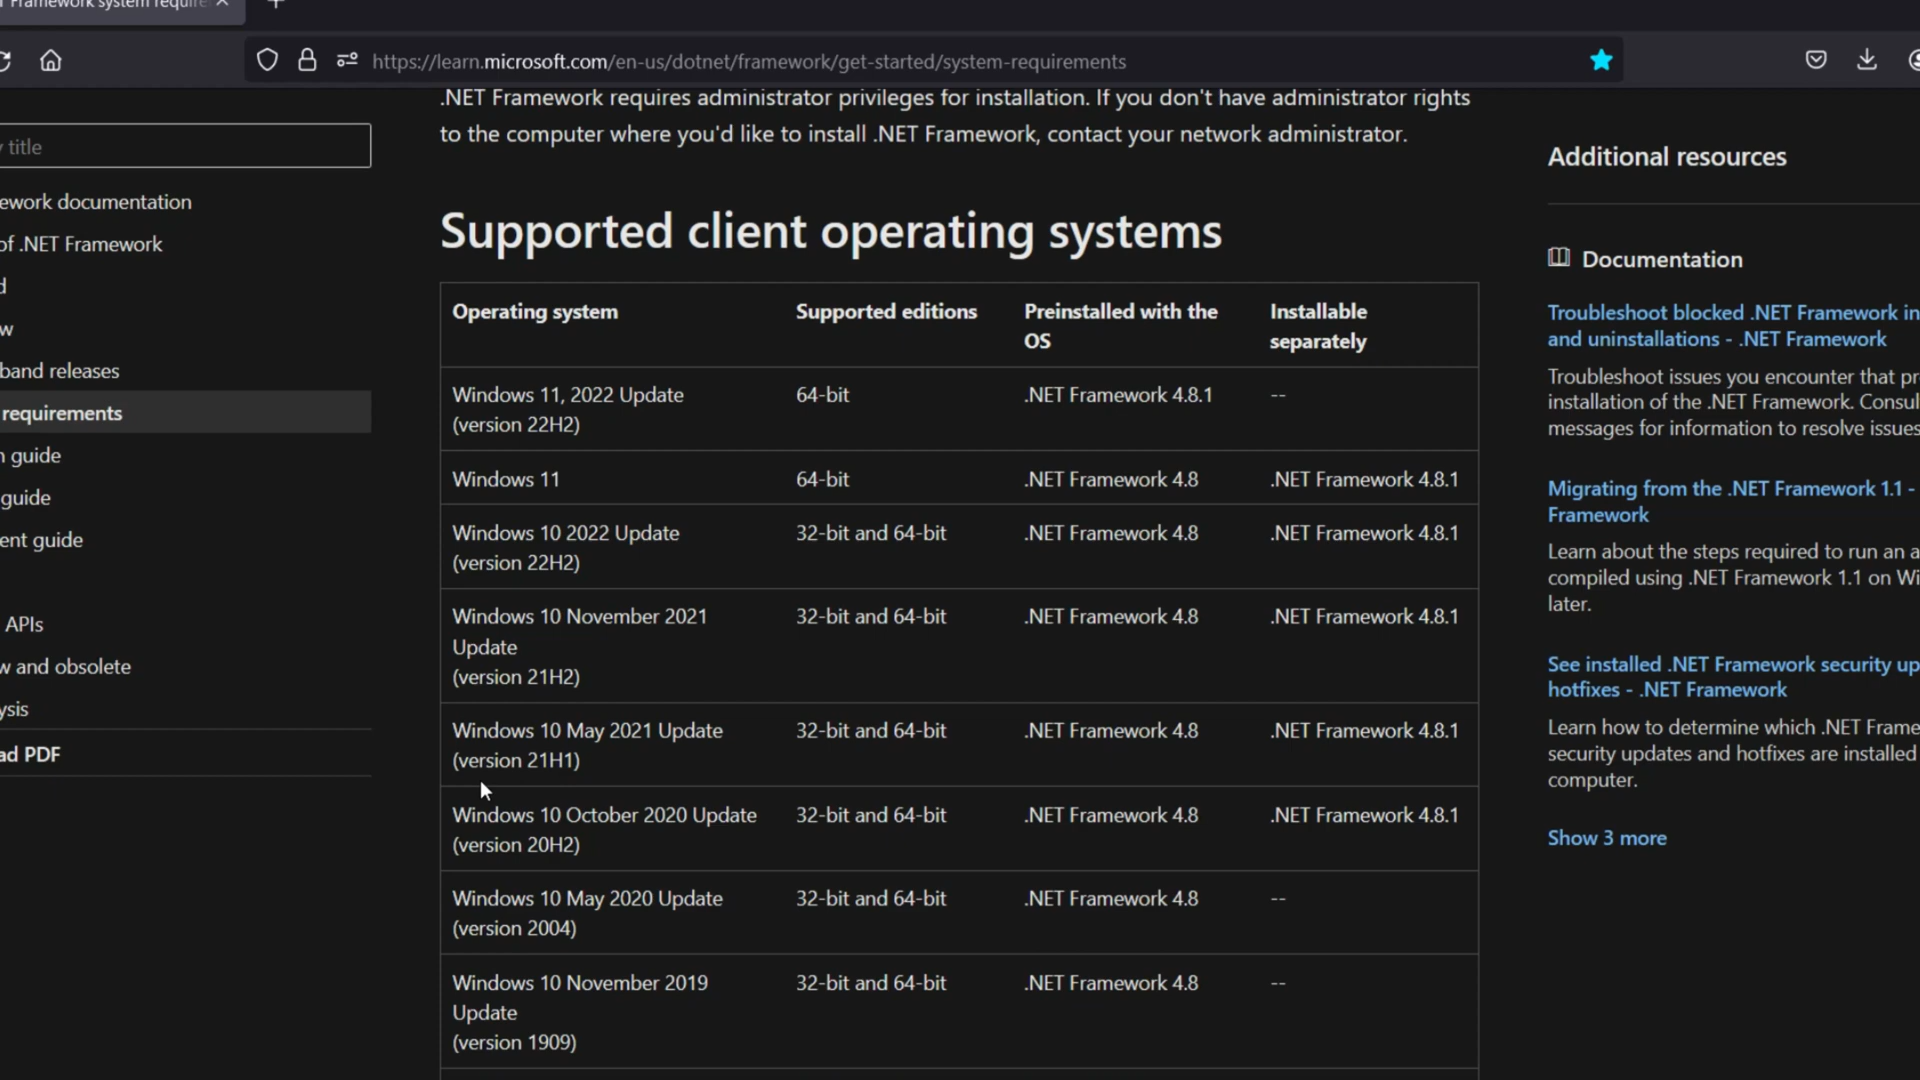 Framework system require
https://learn.microsoft.com/en-us/dotnet/framework/get-started/system-requirements
title
ework documentation
of .NET Framework
d
w
band releases
requirements
n guide
guide
ent guide
APIs
w and obsolete
ysis
ad PDF
.NET Framework requires administrator privileges for installation. If you don't have administrator rights
to the computer where you'd like to install .NET Framework, contact your network administrator.
Supported client operating systems
Operating system Supported editions Preinstalled with the Installable
OS separately
Windows 11, 2022 Update 64-bit .NET Framework 4.8.1 --
(version 22H2)
Windows 11 64-bit .NET Framework 4.8 .NET Framework 4.8.1
Windows 10 2022 Update 32-bit and 64-bit .NET Framework 4.8 .NET Framework 4.8.1
(version 22H2)
Windows 10 November 2021 32-bit and 64-bit .NET Framework 4.8 .NET Framework 4.8.1
Update
(version 21H2)
Windows 10 May 2021 Update 32-bit and 64-bit .NET Framework 4.8 .NET Framework 4.8.1
(version 21H1)
Windows 10 October 2020 Update 32-bit and 64-bit .NET Framework 4.8 .NET Framework 4.8.1
(version 20H2)
Windows 10 May 2020 Update 32-bit and 64-bit .NET Framework 4.8 --
(version 2004)
Windows 10 November 2019 32-bit and 64-bit .NET Framework 4.8 --
Update
(version 1909)
Additional resources
Documentation
Troubleshoot blocked .NET Framework in
and uninstallations - .NET Framework
Troubleshoot issues you encounter that pr
installation of the .NET Framework. Consul
messages for information to resolve issues
Migrating from the .NET Framework 1.1 -
Framework
Learn about the steps required to run an a
compiled using .NET Framework 1.1 on Wi
later.
See installed .NET Framework security up
hotfixes - .NET Framework
Learn how to determine which .NET Frame
security updates and hotfixes are installed
computer.
Show 3 more